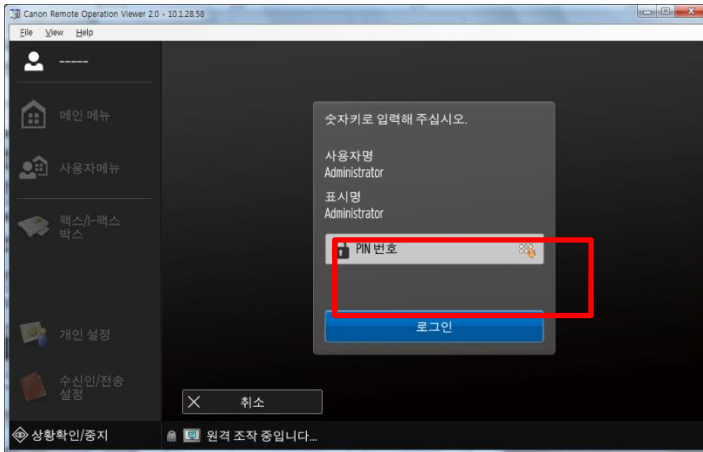 Canon Remote Operation Viewer 2.0 - 10.1.28.58
File View Help
-----
메인 메뉴
사용자메뉴
팩스/I-팩스
박스
개인 설정
수신인/전송
설정
상황확인/중지
숫자키로 입력해 주십시오.
사용자명
Administrator
표시명
Administrator
PIN 번호
로그인
취소
원격 조작 중입니다...